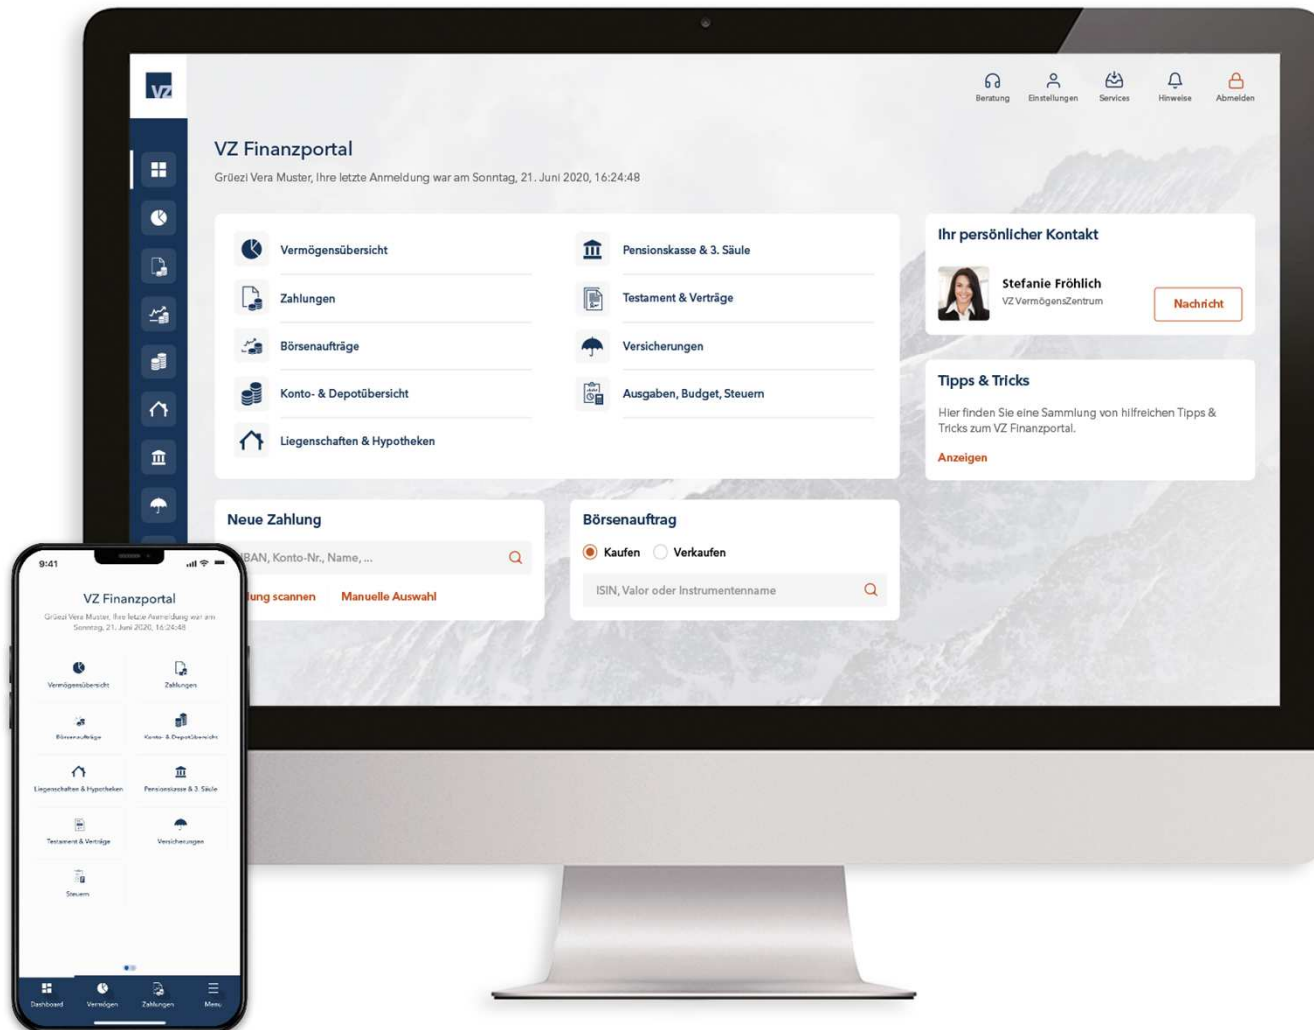 VZ
Beratung
Einstellungen
Services
Hinweise
Abmelden
VZ Finanzportal
Grüezi Vera Muster, Ihre letzte Anmeldung war am Sonntag, 21. Juni 2020, 16:24:48
Vermögensübersicht
Zahlungen
Börsenaufträge
Konto- & Depotübersicht
Liegenschaften & Hypotheken
Pensionskasse & 3. Säule
Testament & Verträge
Versicherungen
Ausgaben, Budget, Steuern
Ihr persönlicher Kontakt
Stefanie Fröhlich
VZ VermögensZentrum
Nachricht
Tipps & Tricks
Hier finden Sie eine Sammlung von hilfreichen Tipps &
Tricks zum VZ Finanzportal.
Anzeigen
Neue Zahlung
IBAN, Konto-Nr., Name, ...
lung scannen
Manuelle Auswahl
Börsenauftrag
Kaufen
Verkaufen
ISIN, Valor oder Instrumentenname
9:41
VZ Finanzportal
Grüezi Vera Muster, Ihre letzte Anmeldung war am
Sonntag, 21. Juni 2020, 16:24:48
Vermögensübersicht
Zahlungen
Börsenaufträge
Konto- & Depotübersicht
Liegenschaften & Hypotheken
Pensionskasse & 3. Säule
Testament & Verträge
Versicherungen
Steuern
Dashboard
Vermögen
Zahlungen
Menu